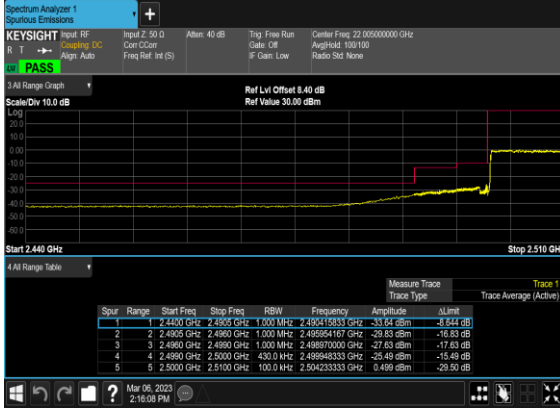 Spectrum Analyzer 1
Spurious Emissions
+
KEYSIGHT Input: RF Input Z: 50 Ω Atten: 40 dB Trig: Free Run Center Freq: 22.005000000 GHz
R T Coupling: DC Corr CCorr Gate: Off Avg|Hold: 100/100
Align: Auto Freq Ref: Int (S) IF Gain: Low Radio Std: None
LXI PASS
3 All Range Graph
Ref Lvl Offset 8.40 dB
Scale/Div 10.0 dB Ref Value 30.00 dBm
Log
20.0
10.0
0.00
-10.0
-20.0
-30.0
-40.0
-50.0
-60.0
Start 2.440 GHz Stop 2.510 GH
4 All Range Table
Measure Trace Trace 1
Trace Type Trace Average (Active)
Spur Range Start Freq Stop Freq RBW Frequency Amplitude ΔLimit
1 1 2.4400 GHz 2.4905 GHz 1.000 MHz 2.490415833 GHz -33.64 dBm -8.644 dB
2 2 2.4905 GHz 2.4960 GHz 1.000 MHz 2.495954167 GHz -29.83 dBm -16.83 dB
3 3 2.4960 GHz 2.4990 GHz 1.000 MHz 2.498970000 GHz -27.63 dBm -17.63 dB
4 4 2.4990 GHz 2.5000 GHz 430.0 kHz 2.499948333 GHz -25.49 dBm -15.49 dB
5 5 2.5000 GHz 2.5100 GHz 100.0 kHz 2.504233333 GHz 0.499 dBm -29.50 dB
? Mar 06, 2023
2:16:08 PM